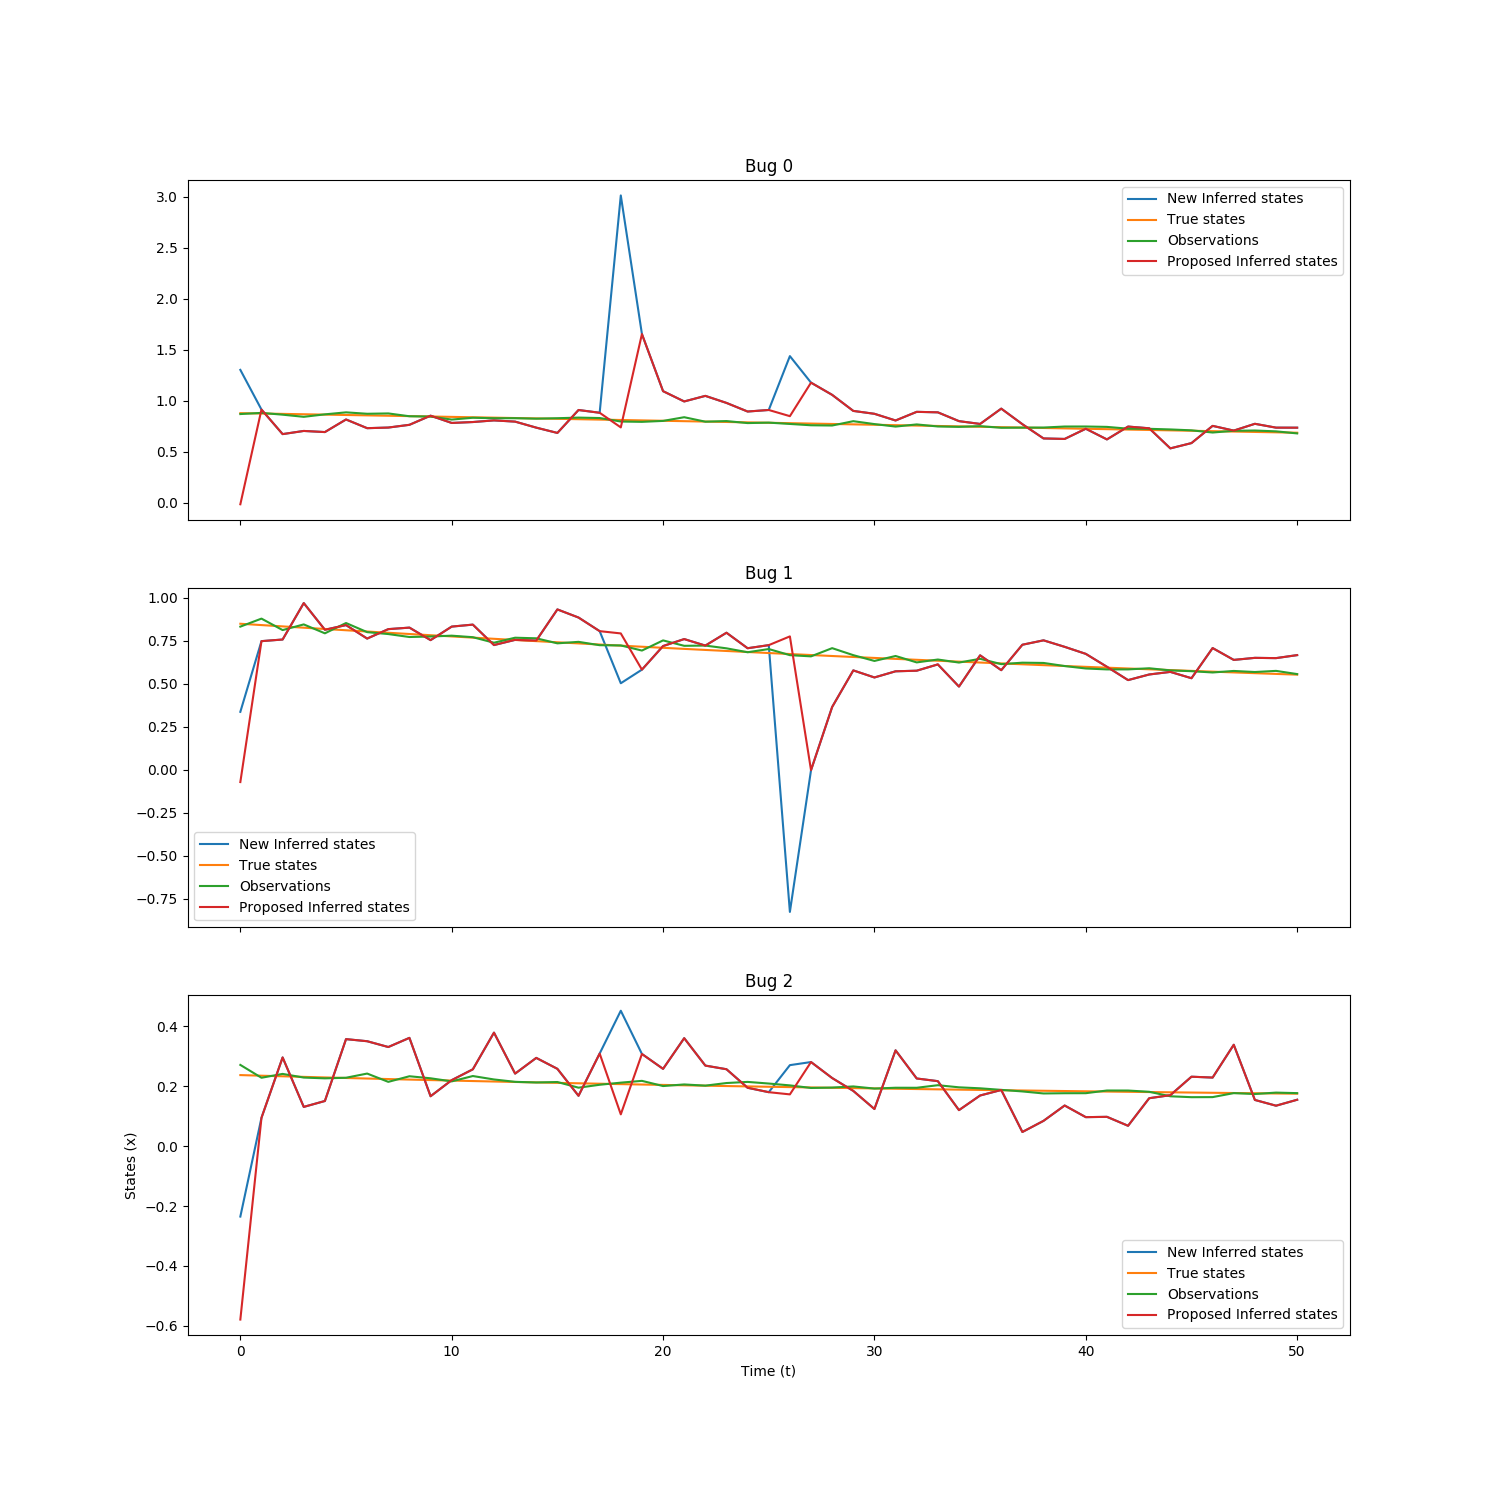 Bug 0
3.0
2.5
2.0
1.5
1.0
0.5
0.0
New Inferred states
True states
Observations
Proposed Inferred states
Bug 1
1.00
0.75
0.50
0.25
0.00
−0.25
−0.50
−0.75
New Inferred states
True states
Observations
Proposed Inferred states
Bug 2
0.4
0.2
0.0
−0.2
−0.4
−0.6
States (x)
New Inferred states
True states
Observations
Proposed Inferred states
0 10 20 30 40 50
Time (t)